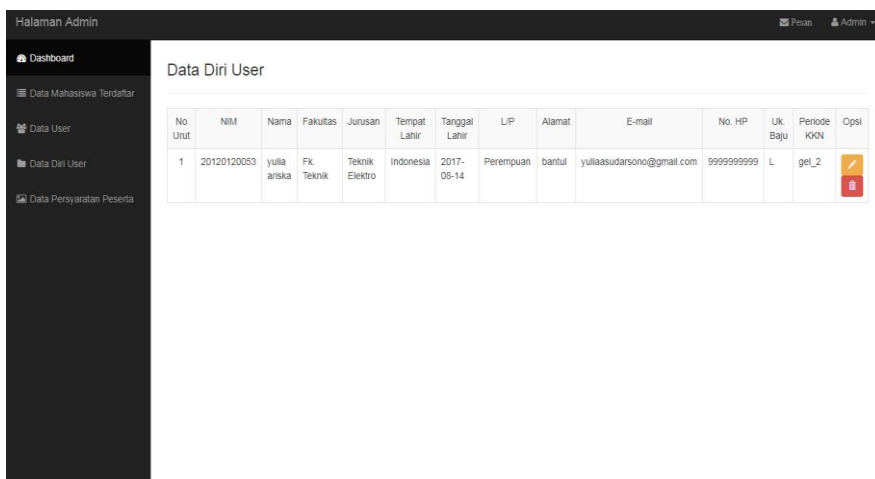 Halaman Admin
Pesan
Admin
Dashboard
Data Mahasiswa Terdaftar
Data User
Data Diri User
Data Persyaratan Peserta
Data Diri User
No Urut NIM Nama Fakultas Jurusan Tempat Lahir Tanggal Lahir L/P Alamat E-mail No. HP Uk. Baju Periode KKN Opsi
1 20120120053 yulia ariska Fk. Teknik Teknik Elektro Indonesia 2017-08-14 Perempuan bantul yuliaasudarsono@gmail.com 9999999999 L gel_2